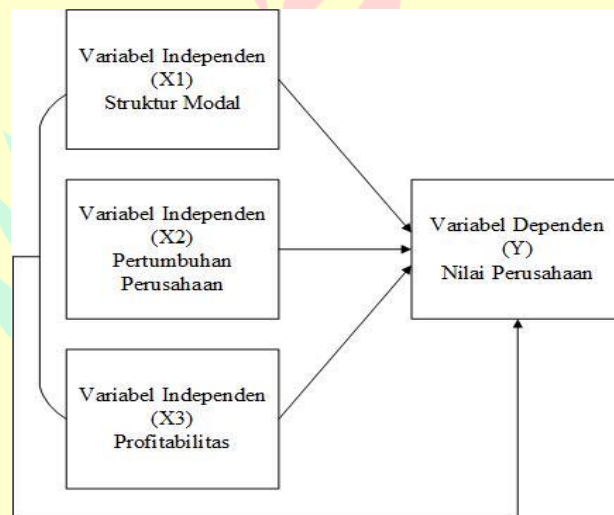 Variabel Independen
(X1)
Struktur Modal
Variabel Independen
(X2)
Pertumbuhan
Perusahaan
Variabel Independen
(X3)
Profitabilitas
Variabel Dependen
(Y)
Nilai Perusahaan